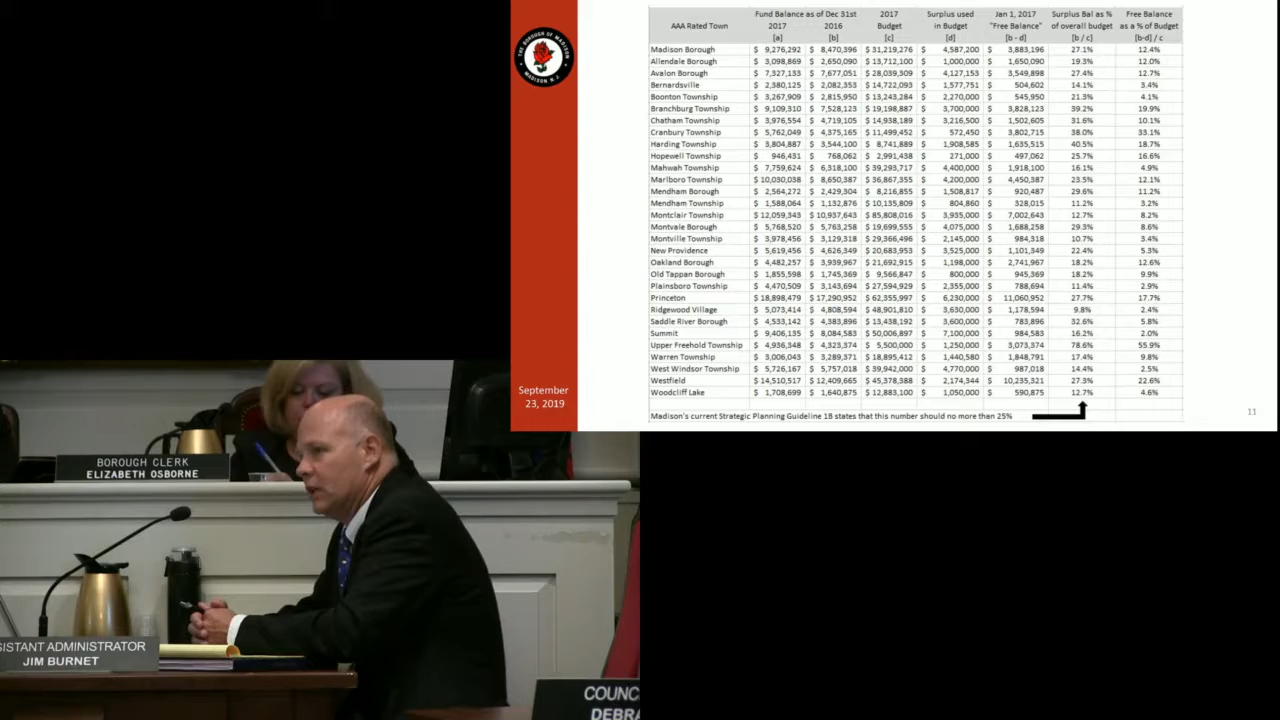 THE BOROUGH OF MADISON
MADISON N.J.
September
23, 2019
AAA Rated Town Fund Balance as of Dec 31st 2017 Surplus used Jan 1, 2017 Surplus Bal as % Free Balance
2017 2016 Budget in Budget "Free Balance" of overall budget as a % of Budget
[a] [b] [c] [d] [b - d] [b / c] [b-d] / c
Madison Borough $ 9,276,292 $ 8,470,396 $ 31,219,276 $ 4,587,200 $ 3,883,196 27.1% 12.4%
Allendale Borough $ 3,098,869 $ 2,650,090 $ 13,712,100 $ 1,000,000 $ 1,650,090 19.3% 12.0%
Avalon Borough $ 7,327,133 $ 7,677,051 $ 28,039,309 $ 4,127,153 $ 3,549,898 27.4% 12.7%
Bernardsville $ 2,380,125 $ 2,082,353 $ 14,722,093 $ 1,577,751 $ 504,602 14.1% 3.4%
Boonton Township $ 3,267,909 $ 2,815,950 $ 13,243,284 $ 2,270,000 $ 545,950 21.3% 4.1%
Branchburg Township $ 9,109,310 $ 7,528,123 $ 19,198,887 $ 3,700,000 $ 3,828,123 39.2% 19.9%
Chatham Township $ 3,976,554 $ 4,719,105 $ 14,938,189 $ 3,216,500 $ 1,502,605 31.6% 10.1%
Cranbury Township $ 5,762,049 $ 4,375,165 $ 11,499,452 $ 572,450 $ 3,802,715 38.0% 33.1%
Harding Township $ 3,804,887 $ 3,544,100 $ 8,741,889 $ 1,908,585 $ 1,635,515 40.5% 18.7%
Hopewell Township $ 946,431 $ 768,062 $ 2,991,438 $ 271,000 $ 497,062 25.7% 16.6%
Mahwah Township $ 7,759,624 $ 6,318,100 $ 39,293,717 $ 4,400,000 $ 1,918,100 16.1% 4.9%
Marlboro Township $ 10,030,038 $ 8,650,387 $ 36,867,355 $ 4,200,000 $ 4,450,387 23.5% 12.1%
Mendham Borough $ 2,564,272 $ 2,429,304 $ 8,216,855 $ 1,508,817 $ 920,487 29.6% 11.2%
Mendham Township $ 1,588,064 $ 1,132,876 $ 10,135,809 $ 804,860 $ 328,015 11.2% 3.2%
Montclair Township $ 12,059,343 $ 10,937,643 $ 85,808,016 $ 3,935,000 $ 7,002,643 12.7% 8.2%
Montvale Borough $ 5,768,520 $ 5,763,258 $ 19,699,555 $ 4,075,000 $ 1,688,258 29.3% 8.6%
Montville Township $ 3,978,456 $ 3,129,318 $ 29,366,496 $ 2,145,000 $ 984,318 10.7% 3.4%
New Providence $ 5,619,456 $ 4,626,349 $ 20,683,953 $ 3,525,000 $ 1,101,349 22.4% 5.3%
Oakland Borough $ 4,482,257 $ 3,939,967 $ 21,692,915 $ 1,198,000 $ 2,741,967 18.2% 12.6%
Old Tappan Borough $ 1,855,598 $ 1,745,369 $ 9,566,847 $ 800,000 $ 945,369 18.2% 9.9%
Plainsboro Township $ 4,470,509 $ 3,143,694 $ 27,594,929 $ 2,355,000 $ 788,694 11.4% 2.9%
Princeton $ 18,898,479 $ 17,290,952 $ 62,355,997 $ 6,230,000 $ 11,060,952 27.7% 17.7%
Ridgewood Village $ 5,073,414 $ 4,808,594 $ 48,901,810 $ 3,630,000 $ 1,178,594 9.8% 2.4%
Saddle River Borough $ 4,533,142 $ 4,383,896 $ 13,438,192 $ 3,600,000 $ 783,896 32.6% 5.8%
Summit $ 9,406,135 $ 8,084,583 $ 50,006,897 $ 7,100,000 $ 984,583 16.2% 2.0%
Upper Freehold Township $ 4,936,348 $ 4,323,374 $ 5,500,000 $ 1,250,000 $ 3,073,374 78.6% 55.9%
Warren Township $ 3,006,043 $ 3,289,371 $ 18,895,412 $ 1,440,580 $ 1,848,791 17.4% 9.8%
West Windsor Township $ 5,726,167 $ 5,757,018 $ 39,942,000 $ 4,770,000 $ 987,018 14.4% 2.5%
Westfield $ 14,510,517 $ 12,409,665 $ 45,378,388 $ 2,174,344 $ 10,235,321 27.3% 22.6%
Woodcliff Lake $ 1,708,699 $ 1,640,875 $ 12,883,100 $ 1,050,000 $ 590,875 12.7% 4.6%
Madison's current Strategic Planning Guideline 1B states that this number should no more than 25%
11
BOROUGH CLERK
ELIZABETH OSBORNE
SISTANT ADMINISTRATOR
JIM BURNET
COUNC
DEBRA